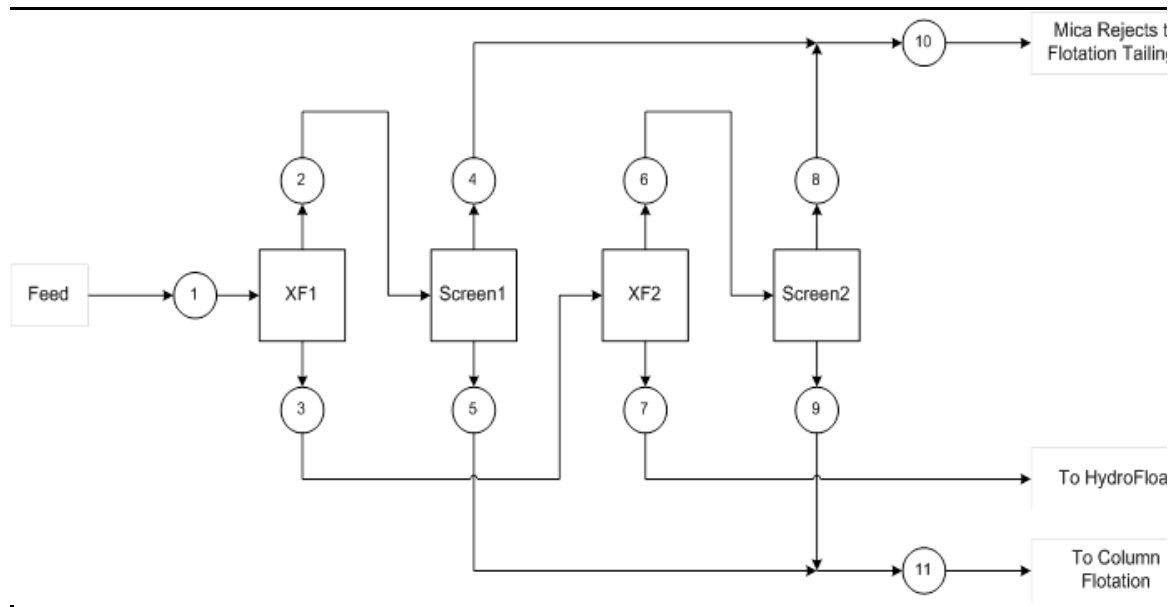 Mica Rejects t
Flotation Tailing
10
2
4
6
8
Feed
1
XF1
Screen1
XF2
Screen2
3
5
7
9
To HydroFloa
To Column
Flotation
11